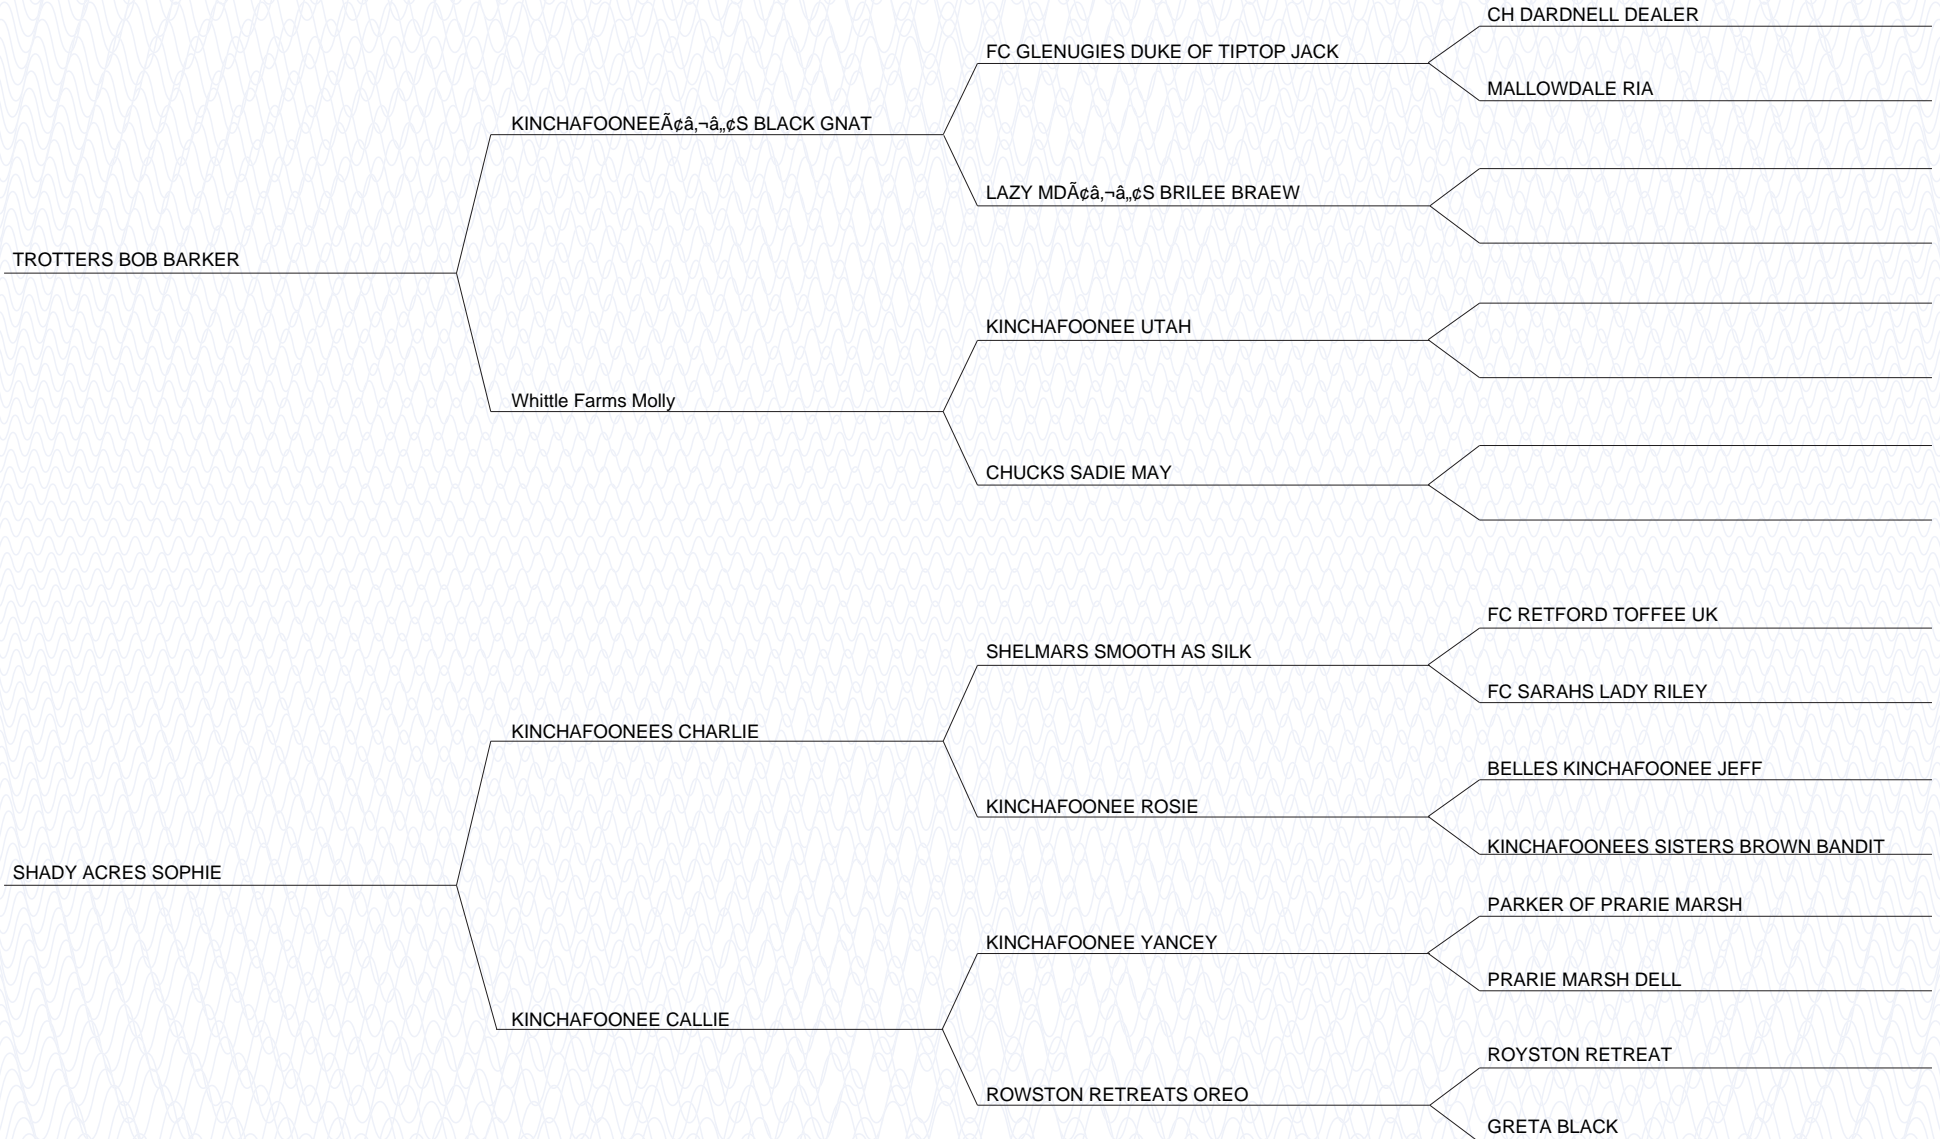 CH DARDNELL DEALER
FC GLENUGIES DUKE OF TIPTOP JACK
MALLOWDALE RIA
KINCHAFOONEEÃ¢â‚¬â„¢S BLACK GNAT
LAZY MDÃ¢â‚¬â„¢S BRILEE BRAEW
TROTTERS BOB BARKER
KINCHAFOONEE UTAH
Whittle Farms Molly
CHUCKS SADIE MAY
FC RETFORD TOFFEE UK
SHELMARS SMOOTH AS SILK
FC SARAHS LADY RILEY
KINCHAFOONEES CHARLIE
BELLES KINCHAFOONEE JEFF
KINCHAFOONEE ROSIE
KINCHAFOONEES SISTERS BROWN BANDIT
SHADY ACRES SOPHIE
PARKER OF PRARIE MARSH
KINCHAFOONEE YANCEY
PRARIE MARSH DELL
KINCHAFOONEE CALLIE
ROYSTON RETREAT
ROWSTON RETREATS OREO
GRETA BLACK